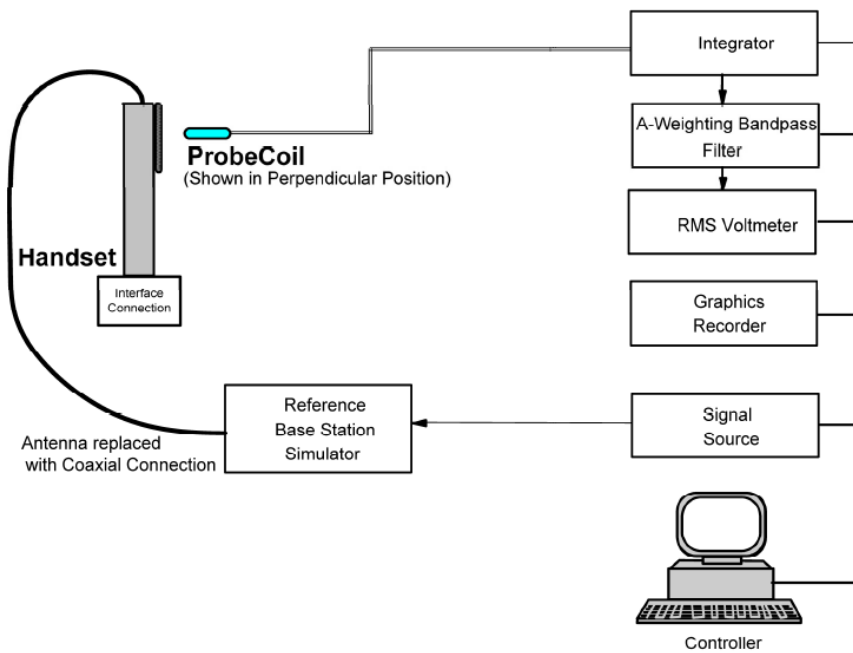 Integrator
A-Weighting Bandpass
Filter
ProbeCoil
(Shown in Perpendicular Position)
RMS Voltmeter
Handset
Interface
Connection
Graphics
Recorder
Reference
Base Station
Simulator
Signal
Source
Antenna replaced
with Coaxial Connection
Controller